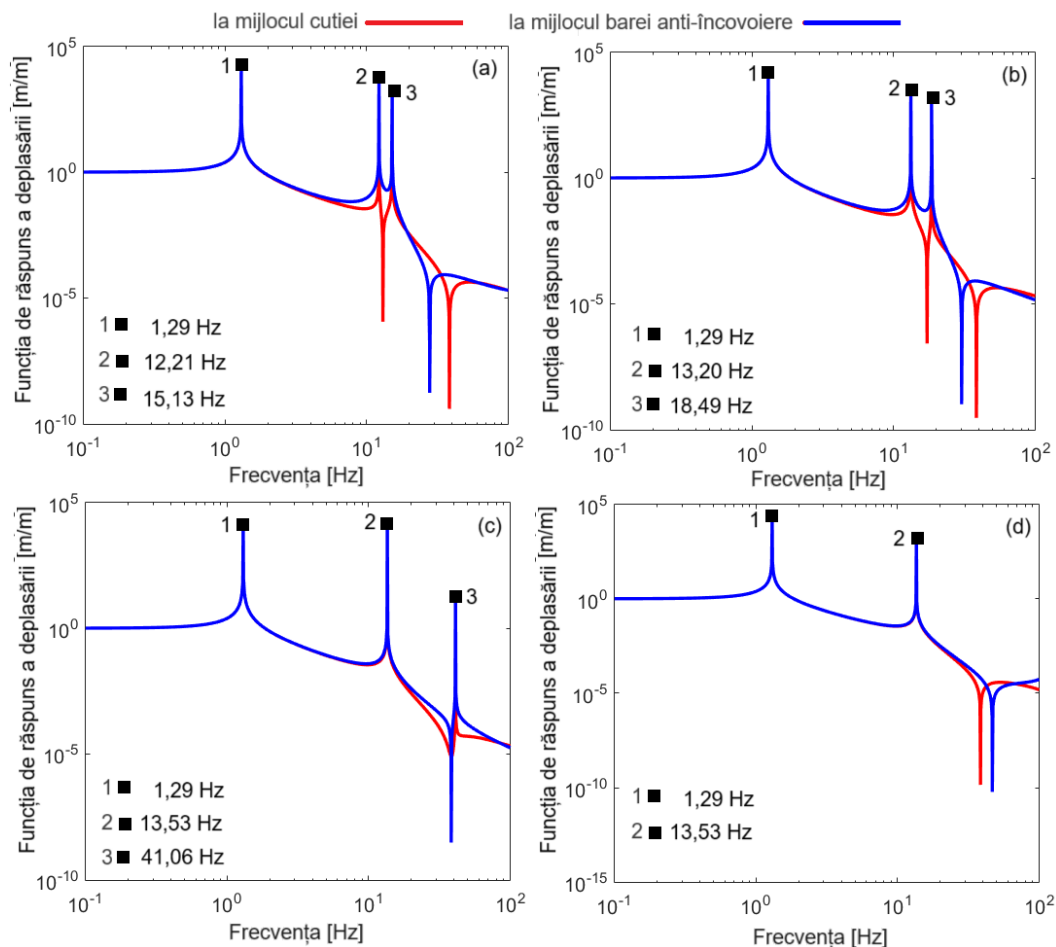 la mijlocul cutiei
la mijlocul barei anti-încovoiere
Funcția de răspuns a deplasării [m/m]
10^5
10^0
10^-5
10^-10
(a)
1
2
3
1 1,29 Hz
2 12,21 Hz
3 15,13 Hz
10^-1
10^0
10^1
10^2
Frecvența [Hz]
Funcția de răspuns a deplasării [m/m]
10^5
10^0
10^-5
10^-10
(b)
1
2
3
1 1,29 Hz
2 13,20 Hz
3 18,49 Hz
10^-1
10^0
10^1
10^2
Frecvența [Hz]
Funcția de răspuns a deplasării [m/m]
10^5
10^0
10^-5
10^-10
(c)
1
2
3
1 1,29 Hz
2 13,53 Hz
3 41,06 Hz
10^-1
10^0
10^1
10^2
Frecvența [Hz]
Funcția de răspuns a deplasării [m/m]
10^5
10^0
10^-5
10^-10
10^-15
(d)
1
2
1 1,29 Hz
2 13,53 Hz
10^-1
10^0
10^1
10^2
Frecvența [Hz]